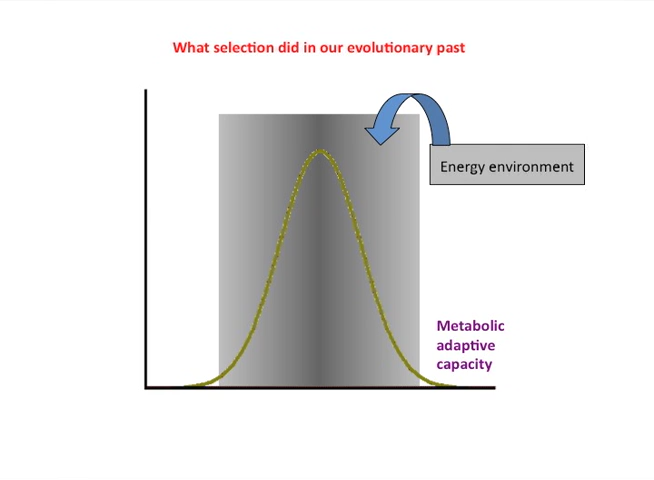 What selection did in our evolutionary past
Energy environment
Metabolic
adaptive
capacity